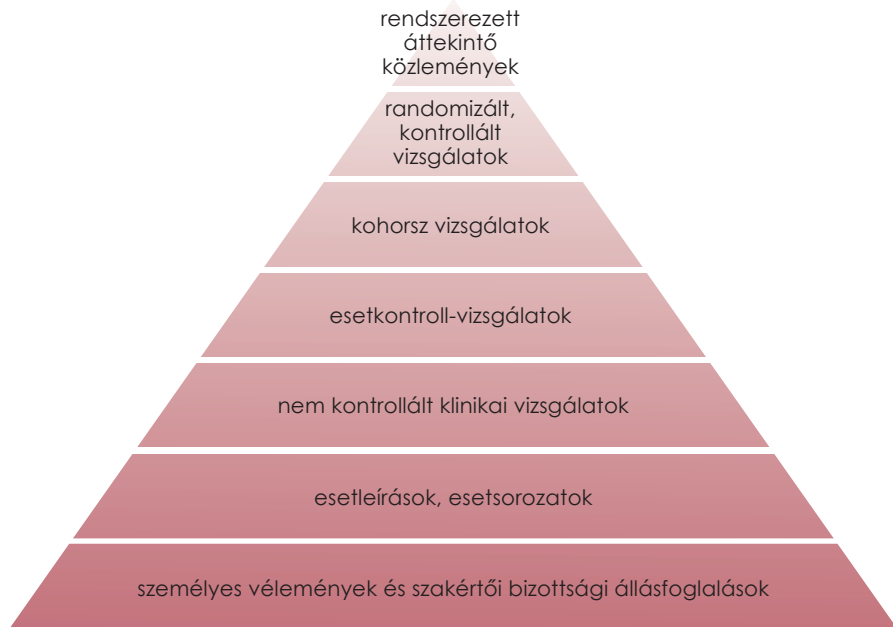 rendszerezett
áttekintő
közlemények
randomizált,
kontrollált
vizsgálatok
kohorsz vizsgálatok
esetkontroll-vizsgálatok
nem kontrollált klinikai vizsgálatok
esetleírások, esetsorozatok
személyes vélemények és szakértői bizottsági állásfoglalások